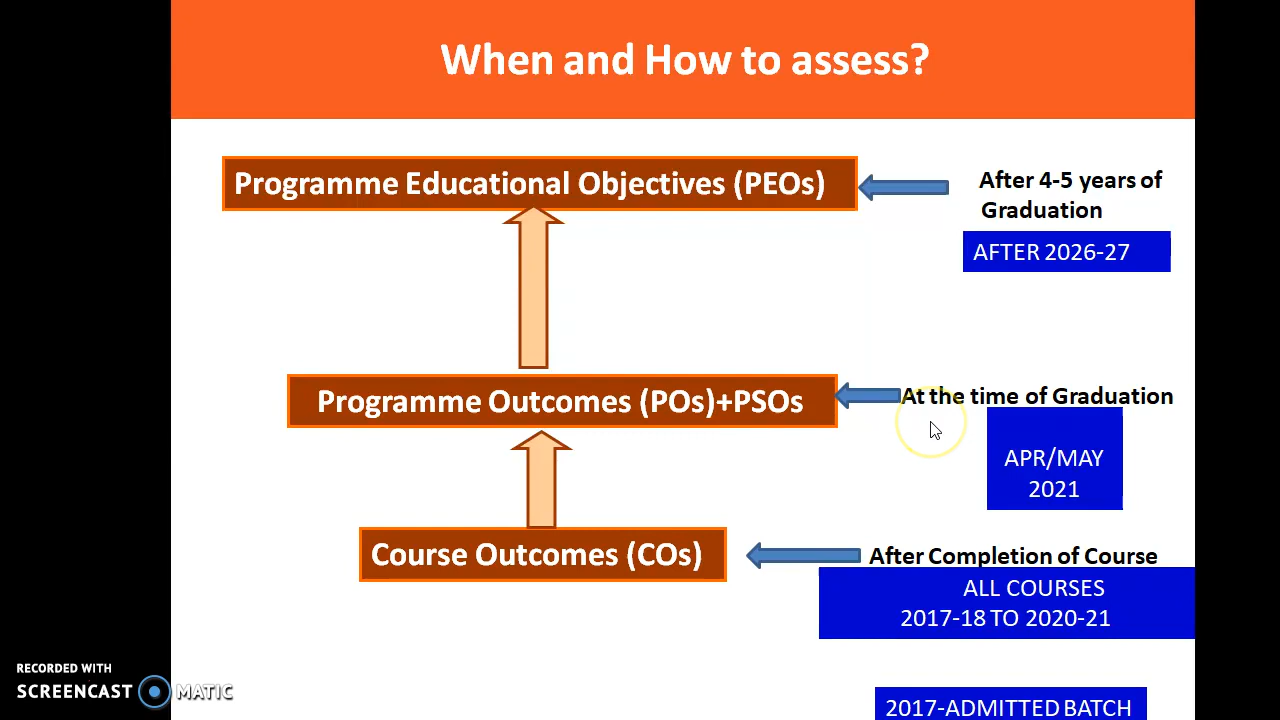 When and How to assess?
Programme Educational Objectives (PEOs)
After 4-5 years of
Graduation
AFTER 2026-27
Programme Outcomes (POs)+PSOs
At the time of Graduation
APR/MAY
2021
Course Outcomes (COs)
After Completion of Course
ALL COURSES
2017-18 TO 2020-21
2017-ADMITTED BATCH
RECORDED WITH
SCREENCAST MATIC